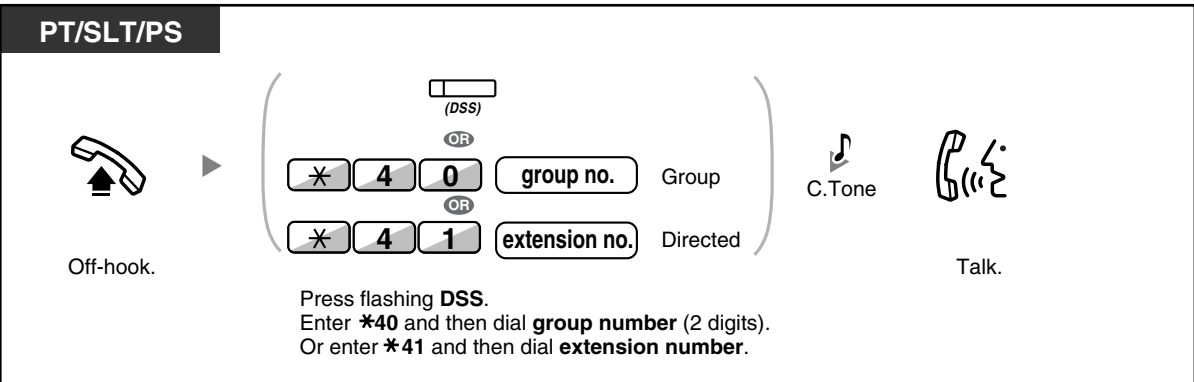 PT/SLT/PS
(DSS)
OR
* 4 0 group no. Group
OR
* 4 1 extension no. Directed
C.Tone
Off-hook.
Talk.
Press flashing DSS.
Enter *40 and then dial group number (2 digits).
Or enter *41 and then dial extension number.